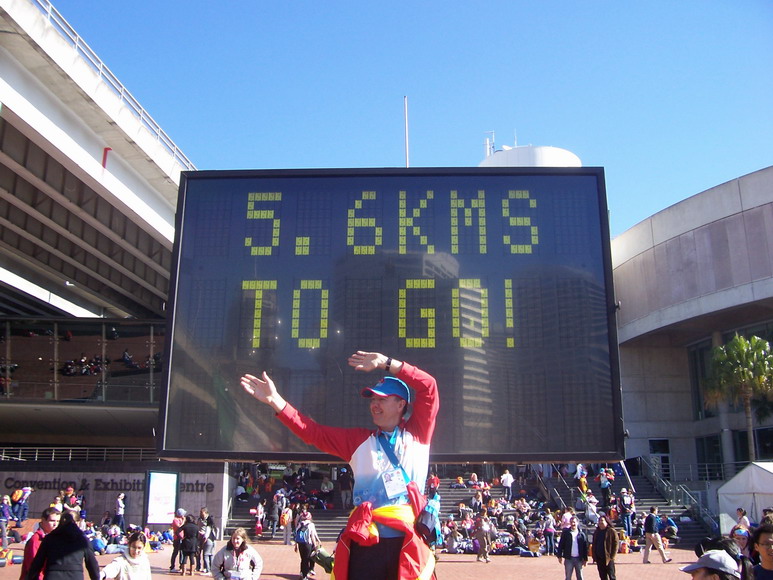 5.6KMS
TO GO!
Convention & Exhibition Centre